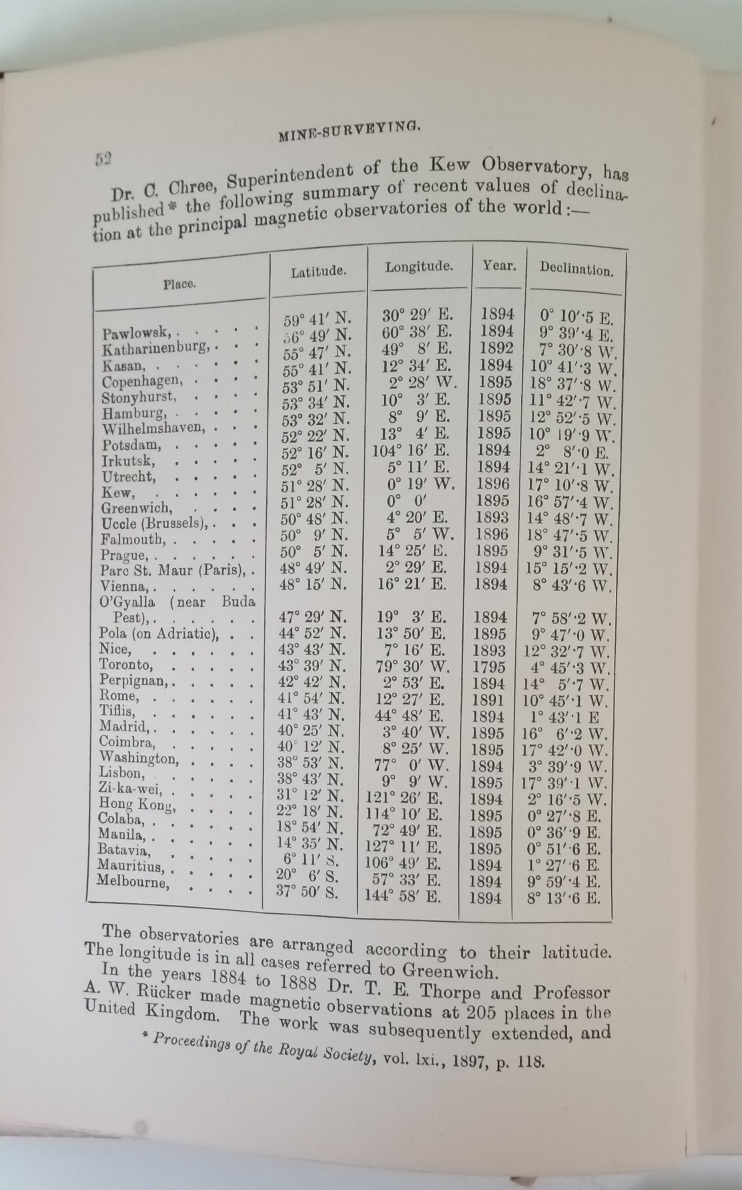 52
MINE-SURVEYING.
Dr. C. Chree, Superintendent of the Kew Observatory, has
published* the following summary of recent values of declina-
tion at the principal magnetic observatories of the world :—
Place. Latitude. Longitude. Year. Declination.
Pawlowsk, . . . . . 59° 41′ N. 30° 29′ E. 1894 0° 10′·5 E.
Katharinenburg, . . . 56° 49′ N. 60° 38′ E. 1894 9° 39′·4 E.
Kasan, . . . . . . 55° 47′ N. 49° 8′ E. 1892 7° 30′·8 W.
Copenhagen, . . . . 55° 41′ N. 12° 34′ E. 1894 10° 41′·3 W.
Stonyhurst, . . . . 53° 51′ N. 2° 28′ W. 1895 18° 37′·8 W.
Hamburg, . . . . . 53° 34′ N. 10° 3′ E. 1895 11° 42′·7 W.
Wilhelmshaven, . . . 53° 32′ N. 8° 9′ E. 1895 12° 52′·5 W.
Potsdam, . . . . . 52° 22′ N. 13° 4′ E. 1895 10° 19′·9 W.
Irkutsk, . . . . . 52° 16′ N. 104° 16′ E. 1894 2° 8′·0 E.
Utrecht, . . . . . 52° 5′ N. 5° 11′ E. 1894 14° 21′·1 W.
Kew, . . . . . . 51° 28′ N. 0° 19′ W. 1896 17° 10′·8 W.
Greenwich, . . . . 51° 28′ N. 0° 0′ 1895 16° 57′·4 W.
Uccle (Brussels), . . . 50° 48′ N. 4° 20′ E. 1893 14° 48′·7 W.
Falmouth, . . . . . 50° 9′ N. 5° 5′ W. 1896 18° 47′·5 W.
Prague, . . . . . . 50° 5′ N. 14° 25′ E. 1895 9° 31′·5 W.
Parc St. Maur (Paris), . 48° 49′ N. 2° 29′ E. 1894 15° 15′·2 W.
Vienna, . . . . . . 48° 15′ N. 16° 21′ E. 1894 8° 43′·6 W.
O'Gyalla (near Buda
Pest), . . . . . . 47° 29′ N. 19° 3′ E. 1894 7° 58′·2 W.
Pola (on Adriatic), . . 44° 52′ N. 13° 50′ E. 1895 9° 47′·0 W.
Nice, . . . . . 43° 43′ N. 7° 16′ E. 1893 12° 32′·7 W.
Toronto, . . . . . 43° 39′ N. 79° 30′ W. 1795 4° 45′·3 W.
Perpignan, . . . . . 42° 42′ N. 2° 53′ E. 1894 14° 5′·7 W.
Rome, . . . . . . 41° 54′ N. 12° 27′ E. 1891 10° 45′·1 W.
Tiflis, . . . . . . 41° 43′ N. 44° 48′ E. 1894 1° 43′·1 E
Madrid, . . . . . . 40° 25′ N. 3° 40′ W. 1895 16° 6′·2 W.
Coimbra, . . . . . 40° 12′ N. 8° 25′ W. 1895 17° 42′·0 W.
Washington, . . . . 38° 53′ N. 77° 0′ W. 1894 3° 39′·9 W.
Lisbon, . . . . . 38° 43′ N. 9° 9′ W. 1895 17° 39′·1 W.
Zi-ka-wei, . . . . . 31° 12′ N. 121° 26′ E. 1894 2° 16′·5 W.
Hong Kong, . . . . 22° 18′ N. 114° 10′ E. 1895 0° 27′·8 E.
Colaba, . . . . . . 18° 54′ N. 72° 49′ E. 1895 0° 36′·9 E.
Manila, . . . . . . 14° 35′ N. 127° 11′ E. 1895 0° 51′·6 E.
Batavia, . . . . . 6° 11′ S. 106° 49′ E. 1894 1° 27′·6 E.
Mauritius, . . . . . 20° 6′ S. 57° 33′ E. 1894 9° 59′·4 E.
Melbourne, . . . . 37° 50′ S. 144° 58′ E. 1894 8° 13′·6 E.
The observatories are arranged according to their latitude.
The longitude is in all cases referred to Greenwich.
In the years 1884 to 1888 Dr. T. E. Thorpe and Professor
A. W. Rücker made magnetic observations at 205 places in the
United Kingdom. The work was subsequently extended, and
* Proceedings of the Royal Society, vol. lxi., 1897, p. 118.